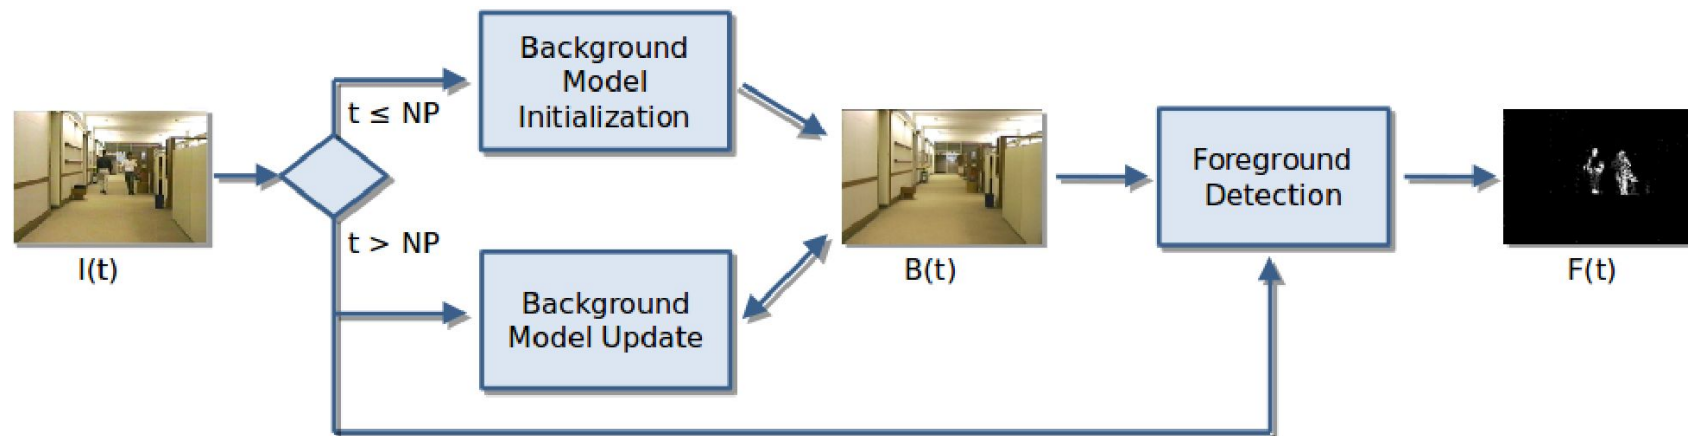 Background
Model
Initialization
t ≤ NP
I(t)
t > NP
Background
Model Update
B(t)
Foreground
Detection
F(t)